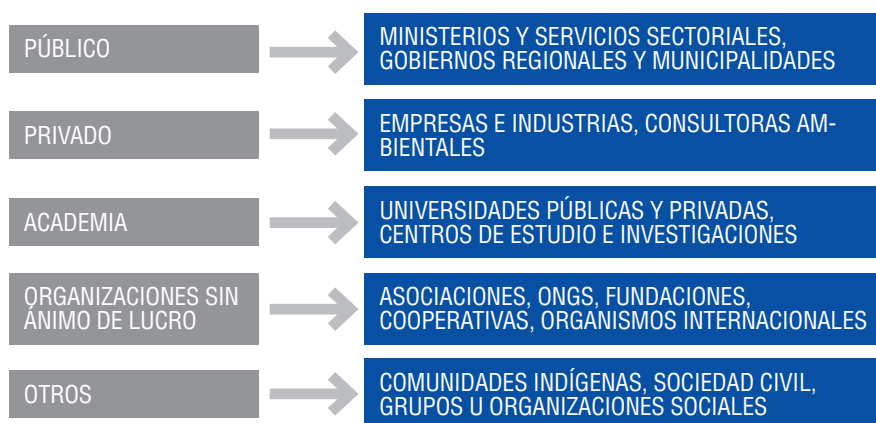 PÚBLICO
MINISTERIOS Y SERVICIOS SECTORIALES,
GOBIERNOS REGIONALES Y MUNICIPALIDADES
PRIVADO
EMPRESAS E INDUSTRIAS, CONSULTORAS AM-
BIENTALES
ACADEMIA
UNIVERSIDADES PÚBLICAS Y PRIVADAS,
CENTROS DE ESTUDIO E INVESTIGACIONES
ORGANIZACIONES SIN
ÁNIMO DE LUCRO
ASOCIACIONES, ONGS, FUNDACIONES,
COOPERATIVAS, ORGANISMOS INTERNACIONALES
OTROS
COMUNIDADES INDÍGENAS, SOCIEDAD CIVIL,
GRUPOS U ORGANIZACIONES SOCIALES